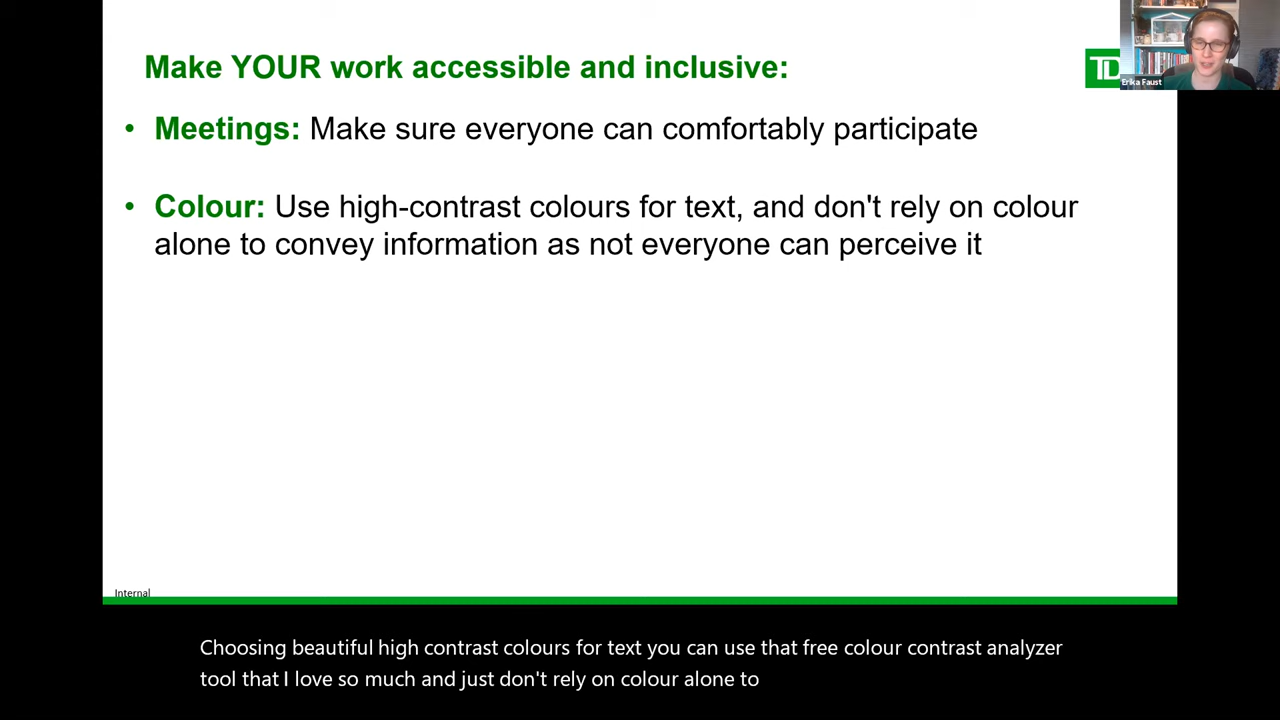 Make YOUR work accessible and inclusive:
TD
Erika Faust
• Meetings: Make sure everyone can comfortably participate
• Colour: Use high-contrast colours for text, and don't rely on colour
alone to convey information as not everyone can perceive it
Internal
Choosing beautiful high contrast colours for text you can use that free colour contrast analyzer
tool that I love so much and just don't rely on colour alone to